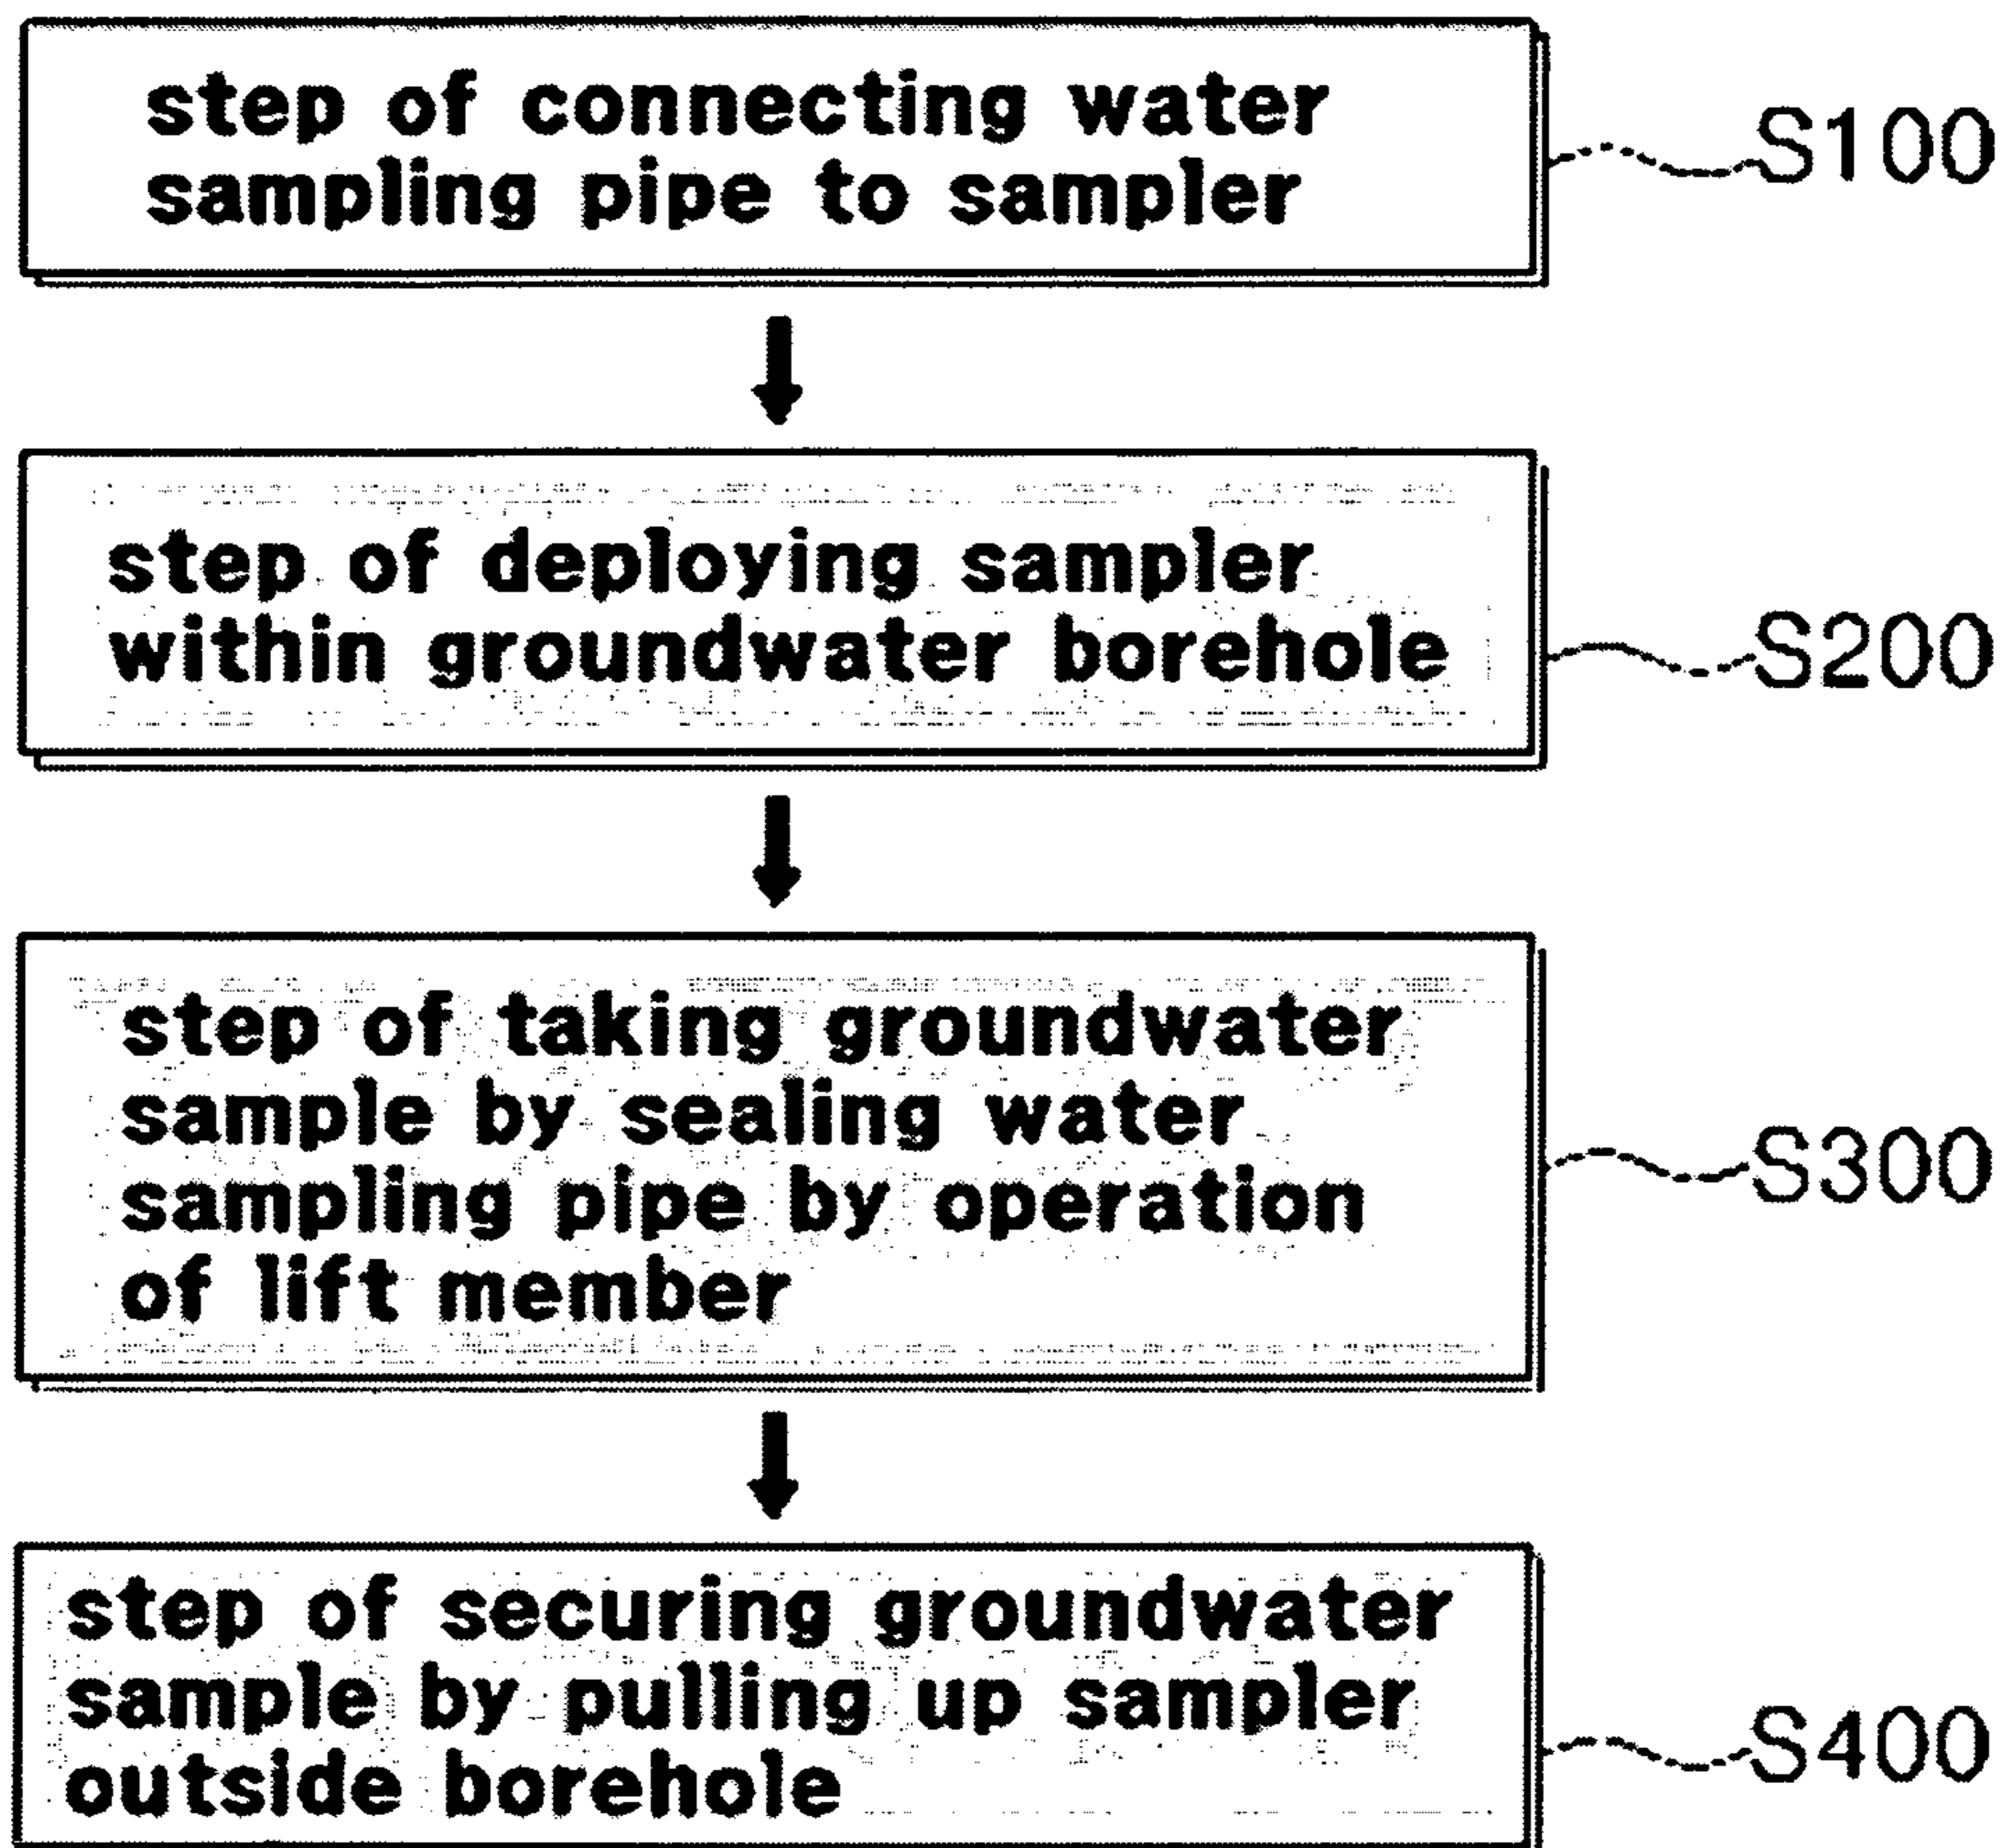 step of connecting water
sampling pipe to sampler
S100
step of deploying sampler
within groundwater borehole
S200
step of taking groundwater
sample by sealing water
sampling pipe by operation
of lift member
S300
step of securing groundwater
sample by pulling up sampler
outside borehole
S400